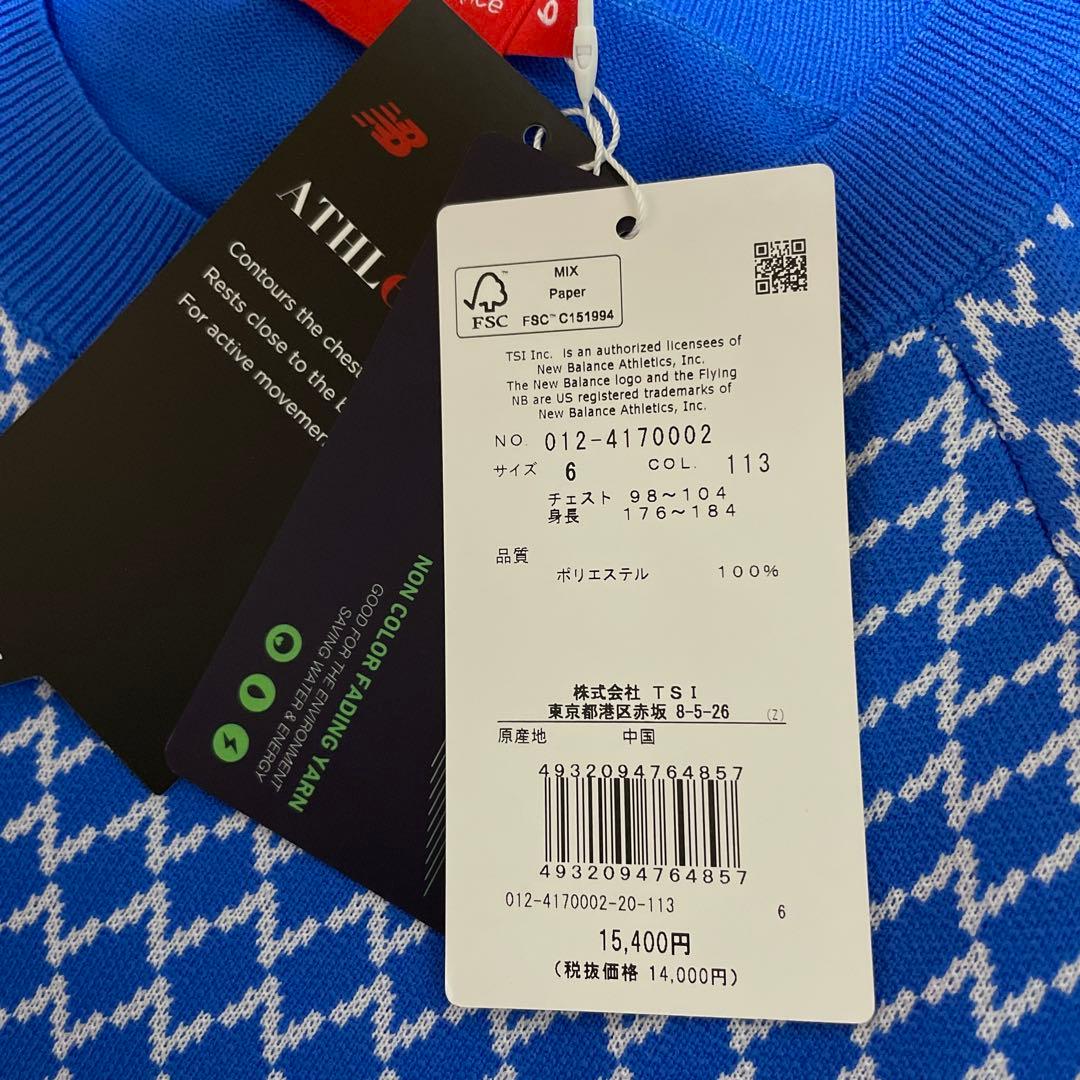 6
NB
ATHL
Contours the
Rests close to the
For active
NON COLOR FADING YARN
GOOD FOR THE ENVIRONMENT
SAVING WATER & ENERGY
MIX
Paper
FSC™ C151994
FSC
TSI Inc. is an authorized licensees of
New Balance Athletics, Inc.
The New Balance logo and the Flying
NB are US registered trademarks of
New Balance Athletics, Inc.
NO. 012-4170002
サイズ 6 COL. 113
チェスト 98～104
身長 176～184
品質
ポリエステル 100%
株式会社 TSI
東京都港区赤坂 8-5-26 (Z)
原産地 中国
4932094764857
4932094764857
012-4170002-20-113 6
15,400円
(税抜価格 14,000円)